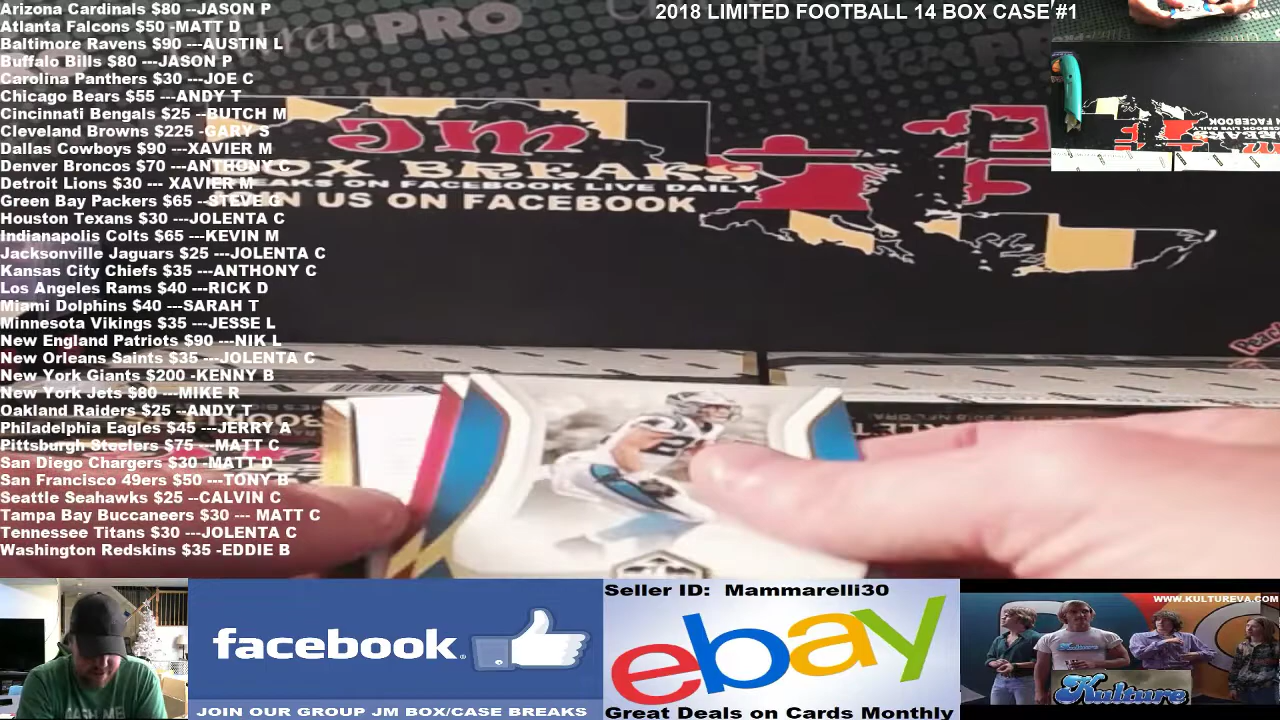 Arizona Cardinals $80 --JASON P
Atlanta Falcons $50 -MATT D
Baltimore Ravens $90 ---AUSTIN L
Buffalo Bills $80 ---JASON P
Carolina Panthers $30 ---JOE C
Chicago Bears $55 ---ANDY T
Cincinnati Bengals $25 --BUTCH M
Cleveland Browns $225 -GARY S
Dallas Cowboys $90 ---XAVIER M
Denver Broncos $70 ---ANTHONY C
Detroit Lions $30 --- XAVIER M
Green Bay Packers $65 --STEVE G
Houston Texans $30 ---JOLENTA C
Indianapolis Colts $65 ---KEVIN M
Jacksonville Jaguars $25 ---JOLENTA C
Kansas City Chiefs $35 ---ANTHONY C
Los Angeles Rams $40 ---RICK D
Miami Dolphins $40 ---SARAH T
Minnesota Vikings $35 ---JESSE L
New England Patriots $90 ---NIK L
New Orleans Saints $35 ---JOLENTA C
New York Giants $200 -KENNY B
New York Jets $80 ---MIKE R
Oakland Raiders $25 --ANDY T
Philadelphia Eagles $45 ---JERRY A
Pittsburgh Steelers $75 ---MATT C
San Diego Chargers $30 -MATT D
San Francisco 49ers $50 ---TONY B
Seattle Seahawks $25 --CALVIN C
Tampa Bay Buccaneers $30 --- MATT C
Tennessee Titans $30 ---JOLENTA C
Washington Redskins $35 -EDDIE B
2018 LIMITED FOOTBALL 14 BOX CASE #1
PRO
JM
BOX BREAKS
BREAKS ON FACEBOOK LIVE DAILY
JOIN US ON FACEBOOK
facebook
JOIN OUR GROUP JM BOX/CASE BREAKS
Seller ID: Mammarelli30
ebay
Great Deals on Cards Monthly
WWW.KULTUREVA.COM
Kulture